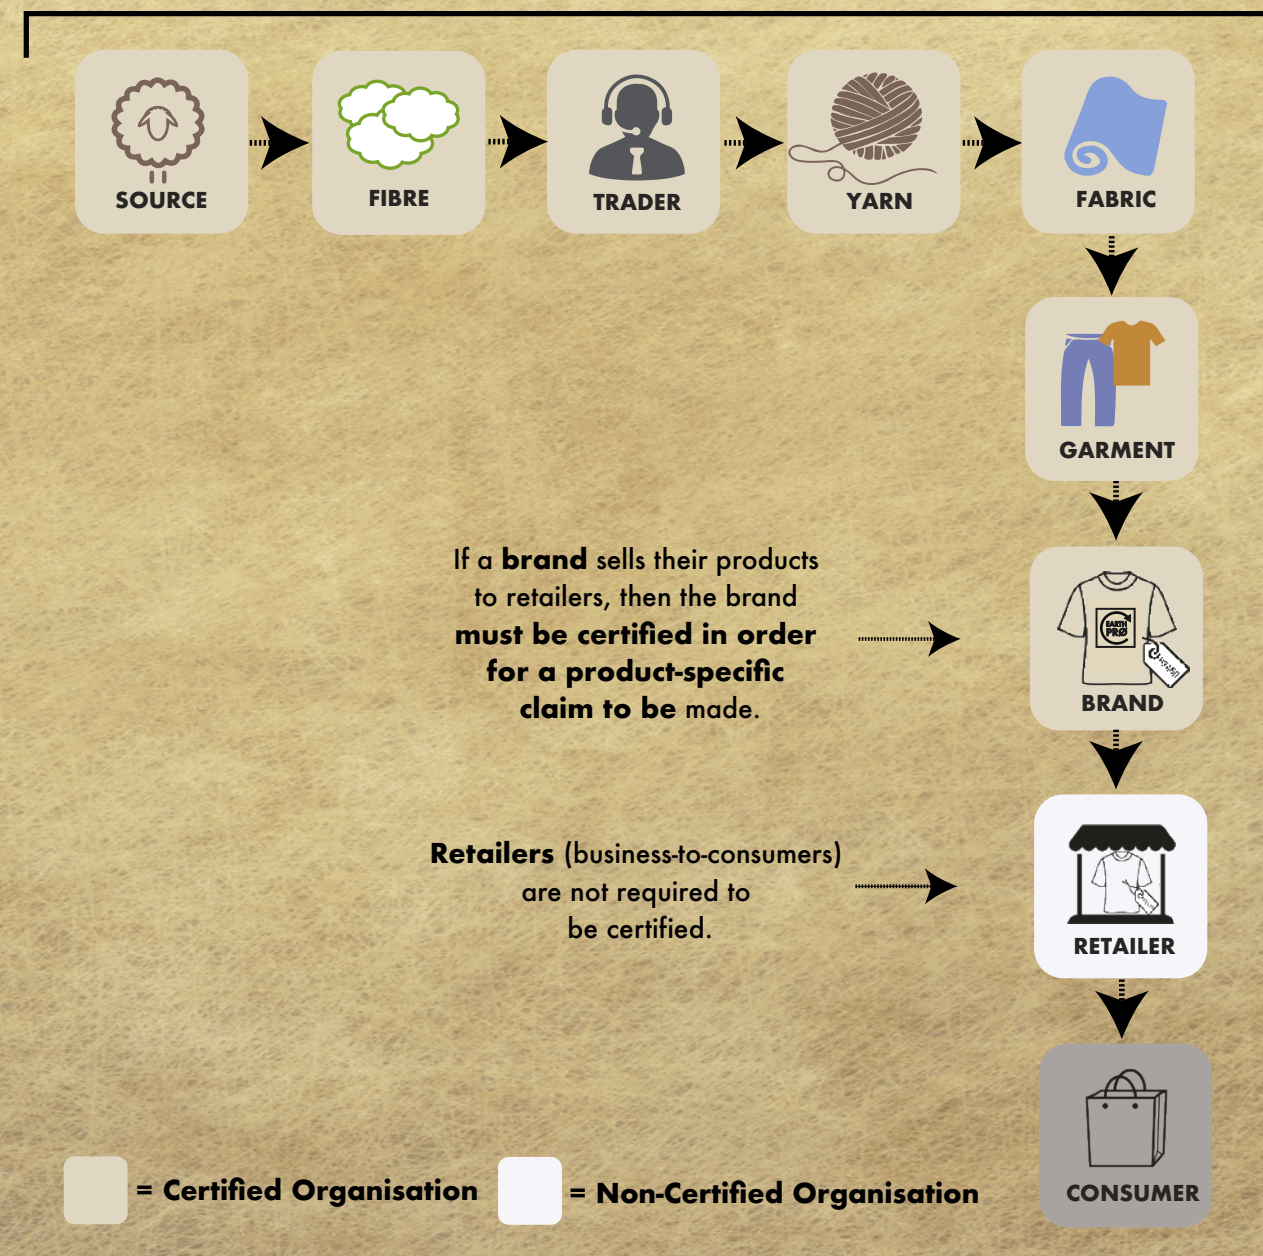 SOURCE
FIBRE
TRADER
YARN
FABRIC
GARMENT
If a brand sells their products
to retailers, then the brand
must be certified in order
for a product-specific
claim to be made.
EARTH
PRØ
BRAND
Retailers (business-to-consumers)
are not required to
be certified.
RETAILER
CONSUMER
= Certified Organisation
= Non-Certified Organisation